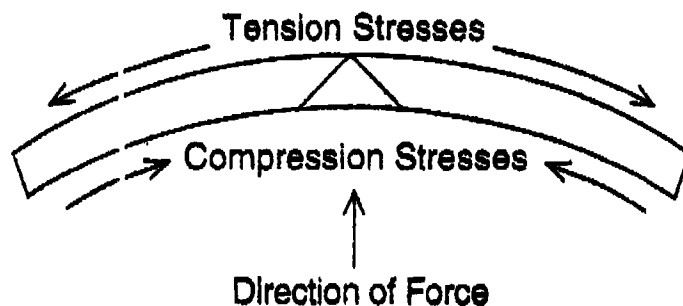 Tension Stresses
Compression Stresses
Direction of Force